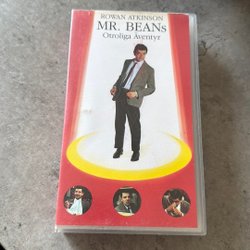 ROWAN ATKINSON
MR. BEANs
Otroliga Äventyr